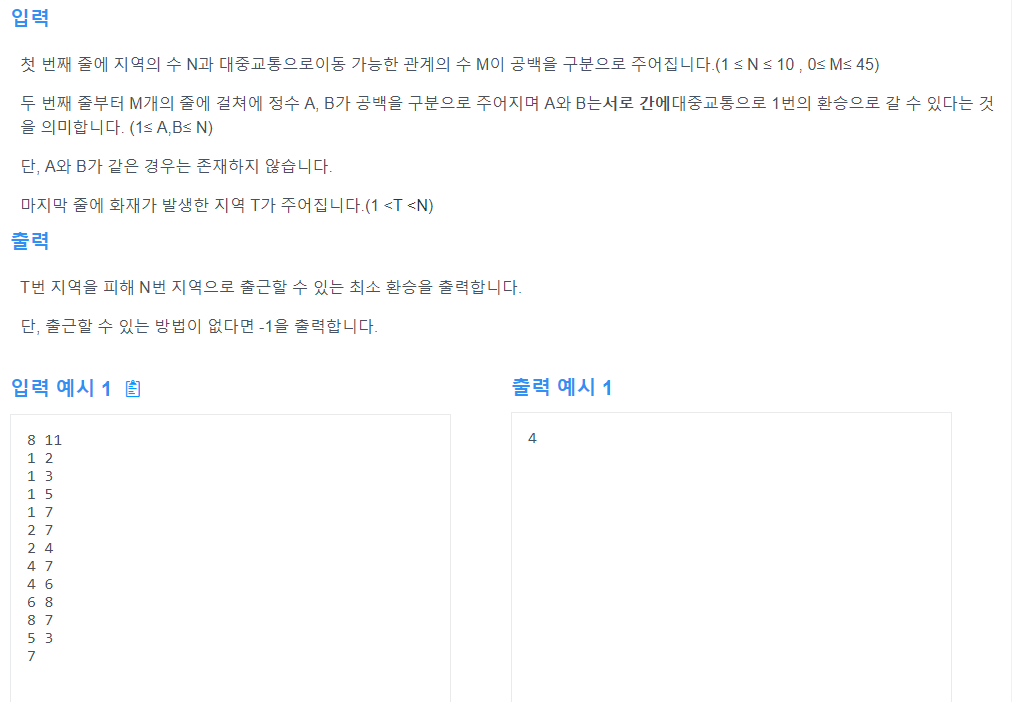 입력
첫 번째 줄에 지역의 수 N과 대중교통으로이동 가능한 관계의 수 M이 공백을 구분으로 주어집니다.(1 ≤ N ≤ 10 , 0≤ M≤ 45)
두 번째 줄부터 M개의 줄에 걸쳐에 정수 A, B가 공백을 구분으로 주어지며 A와 B는서로 간에대중교통으로 1번의 환승으로 갈 수 있다는 것
을 의미합니다. (1≤ A,B≤ N)
단, A와 B가 같은 경우는 존재하지 않습니다.
마지막 줄에 화재가 발생한 지역 T가 주어집니다.(1 <T <N)
출력
T번 지역을 피해 N번 지역으로 출근할 수 있는 최소 환승을 출력합니다.
단, 출근할 수 있는 방법이 없다면 -1을 출력합니다.
입력 예시 1
8 11
1 2
1 3
1 5
1 7
2 7
2 4
4 7
4 6
6 8
8 7
5 3
7
출력 예시 1
4